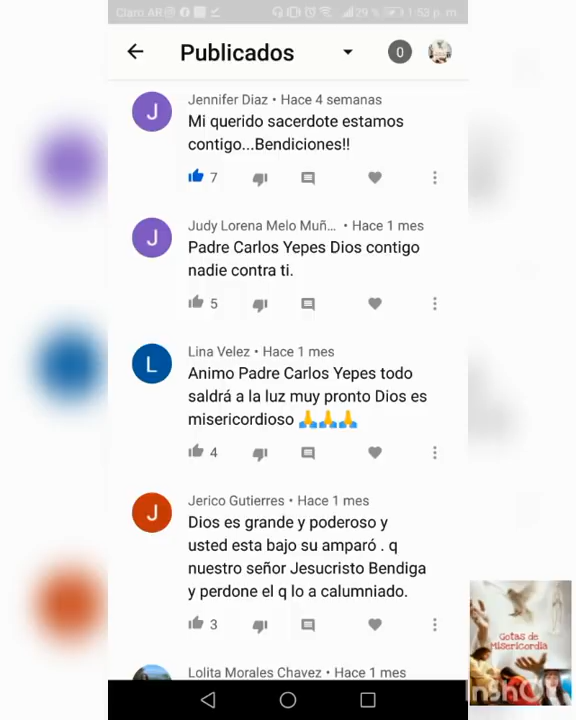 Claro AR
29 %
1:53 p. m.
Publicados
0
J
Jennifer Diaz • Hace 4 semanas
Mi querido sacerdote estamos
contigo...Bendiciones!!
7
J
Judy Lorena Melo Muñ... • Hace 1 mes
Padre Carlos Yepes Dios contigo
nadie contra ti.
5
L
Lina Velez • Hace 1 mes
Animo Padre Carlos Yepes todo
saldrá a la luz muy pronto Dios es
misericordioso 🙏🙏🙏
4
J
Jerico Gutierres • Hace 1 mes
Dios es grande y poderoso y
usted esta bajo su amparó . q
nuestro señor Jesucristo Bendiga
y perdone el q lo a calumniado.
3
Lolita Morales Chavez • Hace 1 mes
Gotas de
Misericordia
InShOt